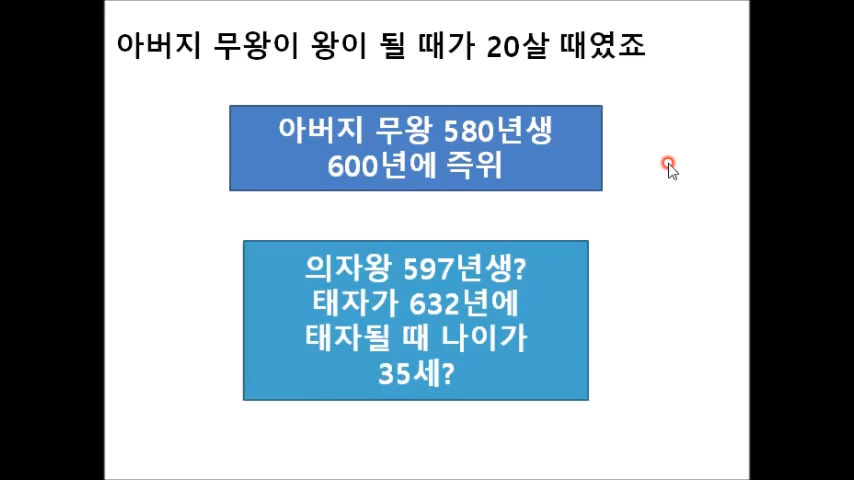 아버지 무왕이 왕이 될 때가 20살 때였죠
아버지 무왕 580년생
600년에 즉위
의자왕 597년생?
태자가 632년에
태자될 때 나이가
35세?